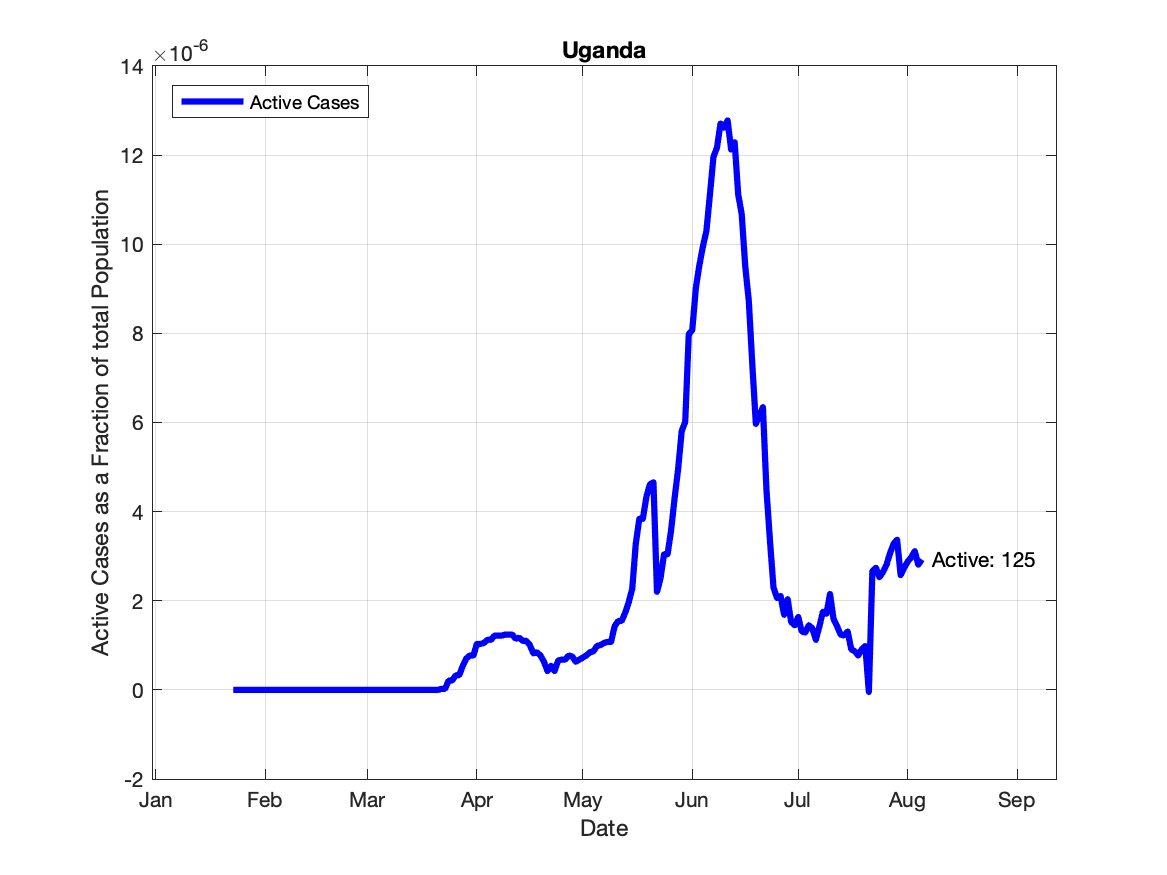 Uganda
×10-6
14
12
10
8
6
4
2
0
-2
Active Cases as a Fraction of total Population
Active Cases
Active: 125
Jan Feb Mar Apr May Jun Jul Aug Sep
Date